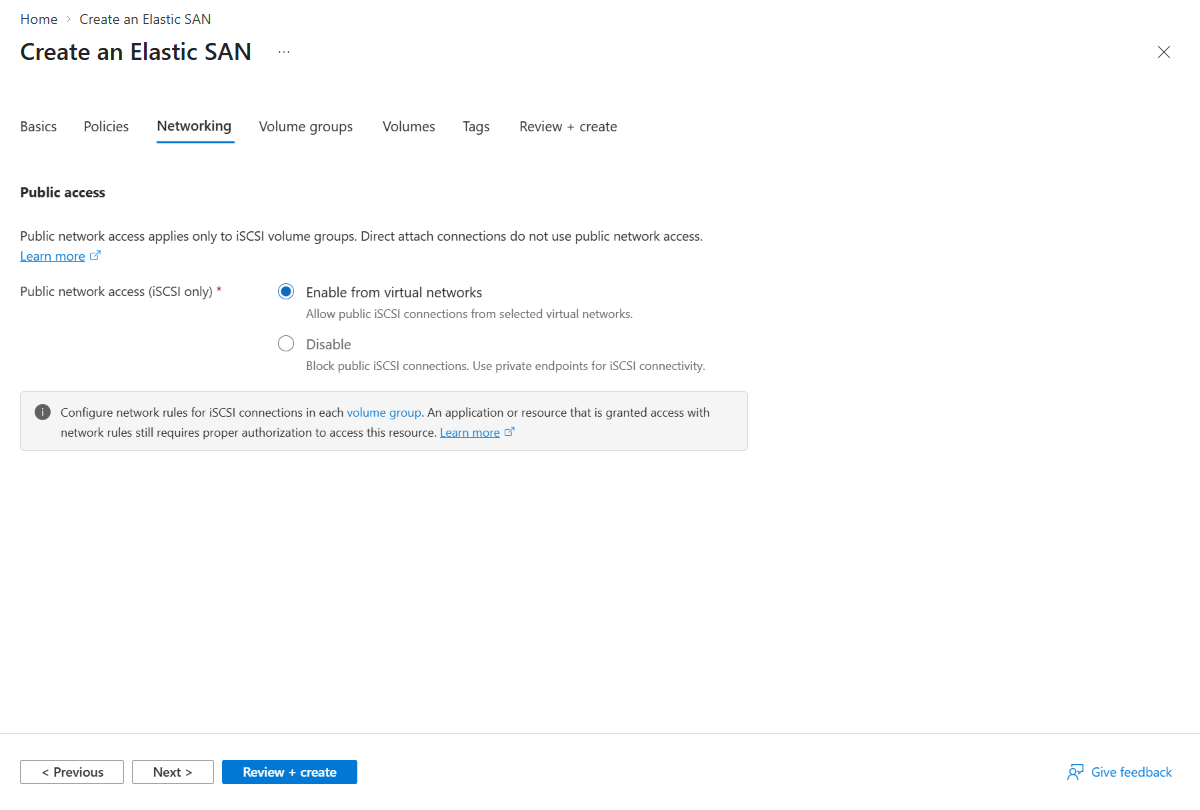 Home > Create an Elastic SAN
Create an Elastic SAN ...
Basics Policies Networking Volume groups Volumes Tags Review + create
Public access
Public network access applies only to iSCSI volume groups. Direct attach connections do not use public network access.
Learn more
Public network access (iSCSI only) * Enable from virtual networks
Allow public iSCSI connections from selected virtual networks.
Disable
Block public iSCSI connections. Use private endpoints for iSCSI connectivity.
Configure network rules for iSCSI connections in each volume group. An application or resource that is granted access with
network rules still requires proper authorization to access this resource. Learn more
< Previous Next > Review + create Give feedback